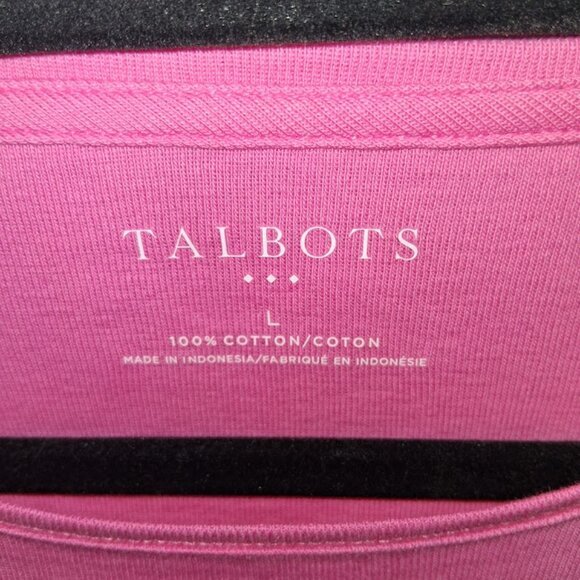 TALBOTS
L
100% COTTON/COTON
MADE IN INDONESIA/FABRIQUÉ EN INDONÉSIE